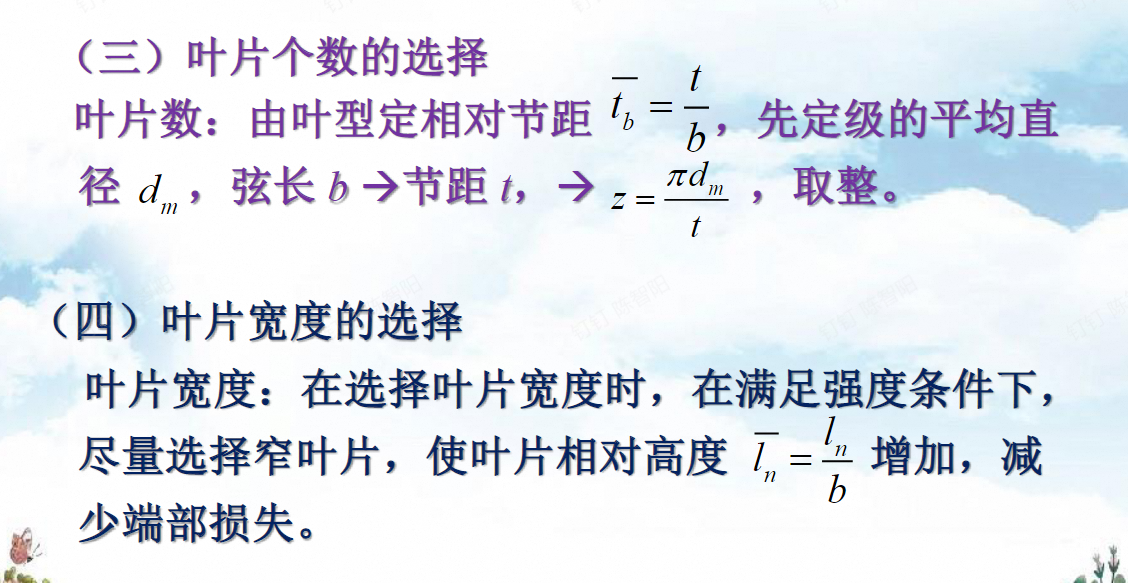 （三）叶片个数的选择
叶片数：由叶型定相对节距 $\overline{t_b} = \frac{t}{b}$，先定级的平均直
径 $d_m$，弦长 b →节距 t，→ $z = \frac{\pi d_m}{t}$，取整。
（四）叶片宽度的选择
叶片宽度：在选择叶片宽度时，在满足强度条件下，
尽量选择窄叶片，使叶片相对高度 $\overline{l_n} = \frac{l_n}{b}$ 增加，减
少端部损失。